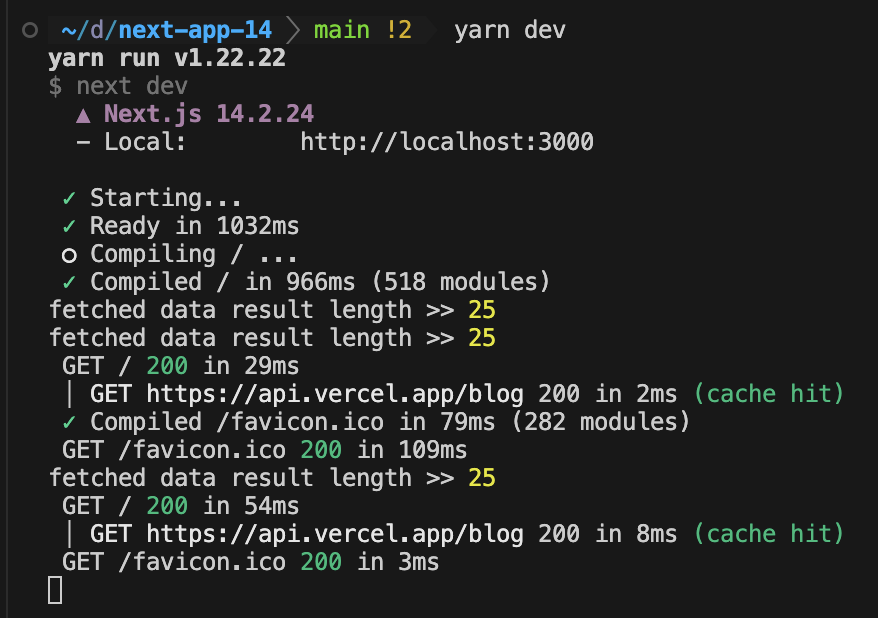 ~/d/next-app-14 main !2 yarn dev
yarn run v1.22.22
$ next dev
▲ Next.js 14.2.24
- Local: http://localhost:3000
✓ Starting...
✓ Ready in 1032ms
○ Compiling / ...
✓ Compiled / in 966ms (518 modules)
fetched data result length >> 25
fetched data result length >> 25
GET / 200 in 29ms
│ GET https://api.vercel.app/blog 200 in 2ms (cache hit)
✓ Compiled /favicon.ico in 79ms (282 modules)
GET /favicon.ico 200 in 109ms
fetched data result length >> 25
GET / 200 in 54ms
│ GET https://api.vercel.app/blog 200 in 8ms (cache hit)
GET /favicon.ico 200 in 3ms